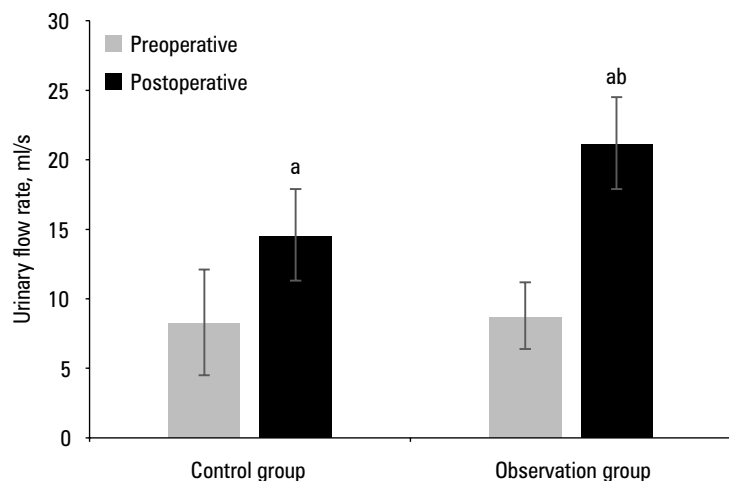 30
25
20
15
10
5
0
Urinary flow rate, ml/s
Preoperative
Postoperative
a
ab
Control group
Observation group